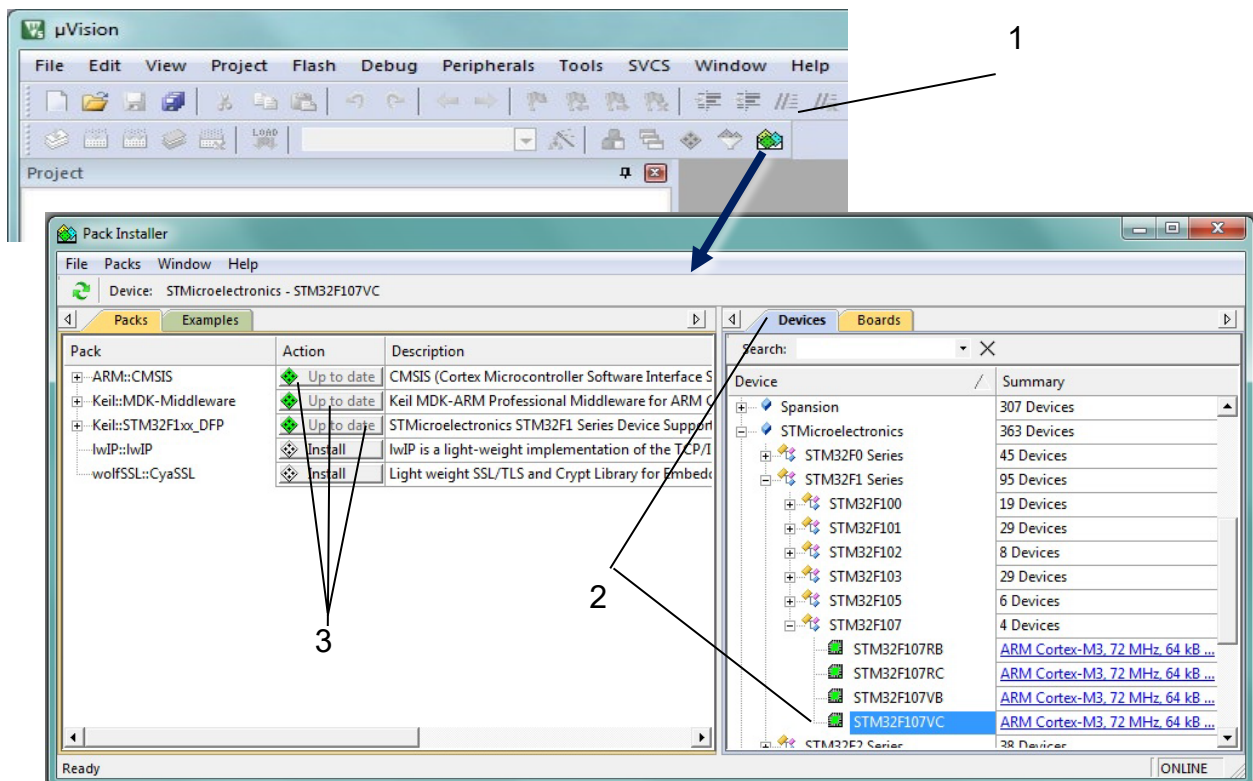 µVision
File Edit View Project Flash Debug Peripherals Tools SVCS Window Help
1
LOAD
Project
Pack Installer
File Packs Window Help
Device: STMicroelectronics - STM32F107VC
Packs Examples
Devices Boards
Search:
Pack Action Description
ARM::CMSIS Up to date CMSIS (Cortex Microcontroller Software Interface S
Keil::MDK-Middleware Up to date Keil MDK-ARM Professional Middleware for ARM C
Keil::STM32F1xx_DFP Up to date STMicroelectronics STM32F1 Series Device Support
lwIP::lwIP Install lwIP is a light-weight implementation of the TCP/I
wolfSSL::CyaSSL Install Light weight SSL/TLS and Crypt Library for Embedd
3
2
Device Summary
Spansion 307 Devices
STMicroelectronics 363 Devices
STM32F0 Series 45 Devices
STM32F1 Series 95 Devices
STM32F100 19 Devices
STM32F101 29 Devices
STM32F102 8 Devices
STM32F103 29 Devices
STM32F105 6 Devices
STM32F107 4 Devices
STM32F107RB ARM Cortex-M3, 72 MHz, 64 kB ...
STM32F107RC ARM Cortex-M3, 72 MHz, 64 kB ...
STM32F107VB ARM Cortex-M3, 72 MHz, 64 kB ...
STM32F107VC ARM Cortex-M3, 72 MHz, 64 kB ...
STM32F2 Series 38 Devices
Ready ONLINE